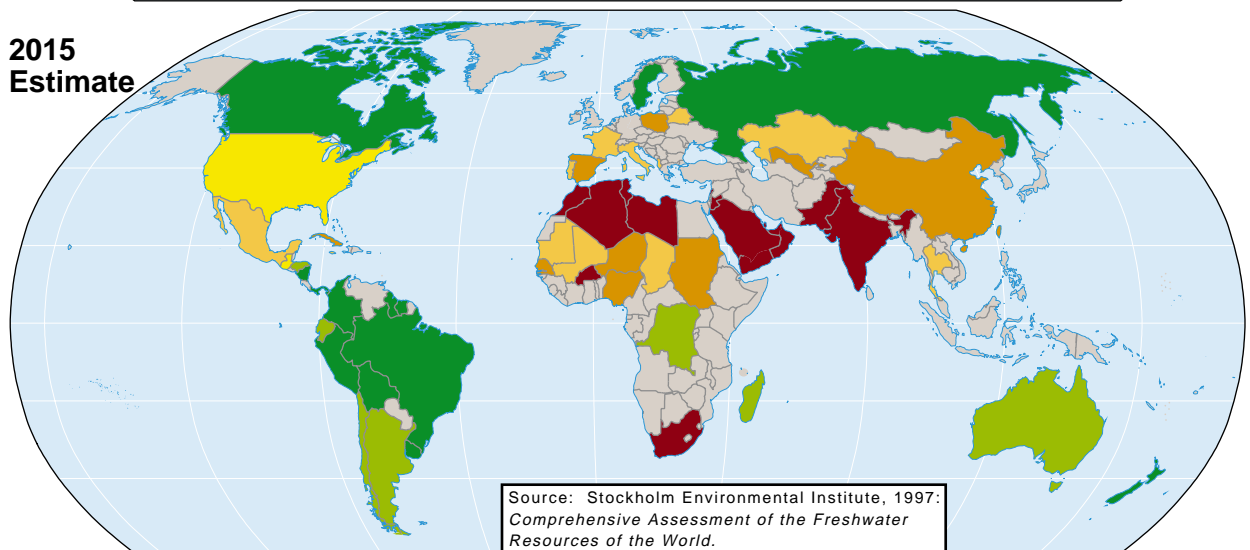 2015
Estimate
Source: Stockholm Environmental Institute, 1997:
Comprehensive Assessment of the Freshwater
Resources of the World.